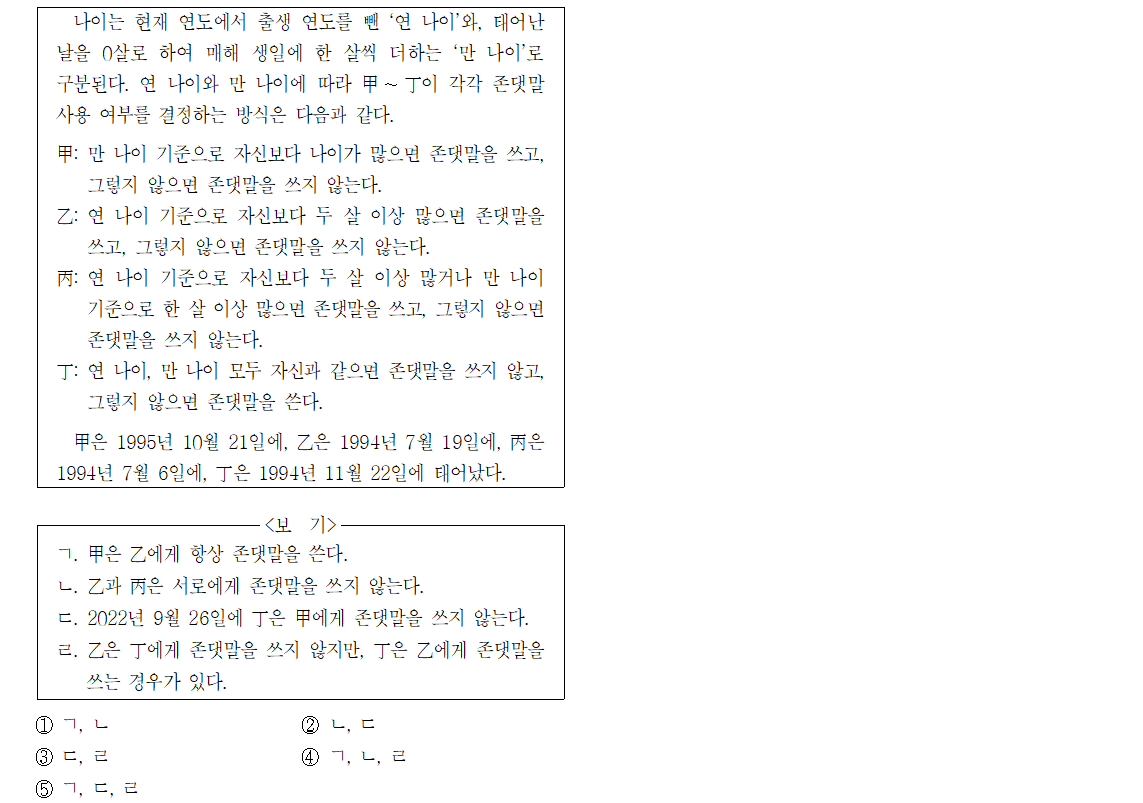 나이는 현재 연도에서 출생 연도를 뺀 ‘연 나이’와, 태어난
날을 0살로 하여 매해 생일에 한 살씩 더하는 ‘만 나이’로
구분된다. 연 나이와 만 나이에 따라 甲～丁이 각각 존댓말
사용 여부를 결정하는 방식은 다음과 같다.
甲: 만 나이 기준으로 자신보다 나이가 많으면 존댓말을 쓰고,
그렇지 않으면 존댓말을 쓰지 않는다.
乙: 연 나이 기준으로 자신보다 두 살 이상 많으면 존댓말을
쓰고, 그렇지 않으면 존댓말을 쓰지 않는다.
丙: 연 나이 기준으로 자신보다 두 살 이상 많거나 만 나이
기준으로 한 살 이상 많으면 존댓말을 쓰고, 그렇지 않으면
존댓말을 쓰지 않는다.
丁: 연 나이, 만 나이 모두 자신과 같으면 존댓말을 쓰지 않고,
그렇지 않으면 존댓말을 쓴다.
甲은 1995년 10월 21일에, 乙은 1994년 7월 19일에, 丙은
1994년 7월 6일에, 丁은 1994년 11월 22일에 태어났다.
<보 기>
ㄱ. 甲은 乙에게 항상 존댓말을 쓴다.
ㄴ. 乙과 丙은 서로에게 존댓말을 쓰지 않는다.
ㄷ. 2022년 9월 26일에 丁은 甲에게 존댓말을 쓰지 않는다.
ㄹ. 乙은 丁에게 존댓말을 쓰지 않지만, 丁은 乙에게 존댓말을
쓰는 경우가 있다.
① ㄱ, ㄴ ② ㄴ, ㄷ
③ ㄷ, ㄹ ④ ㄱ, ㄴ, ㄹ
⑤ ㄱ, ㄷ, ㄹ